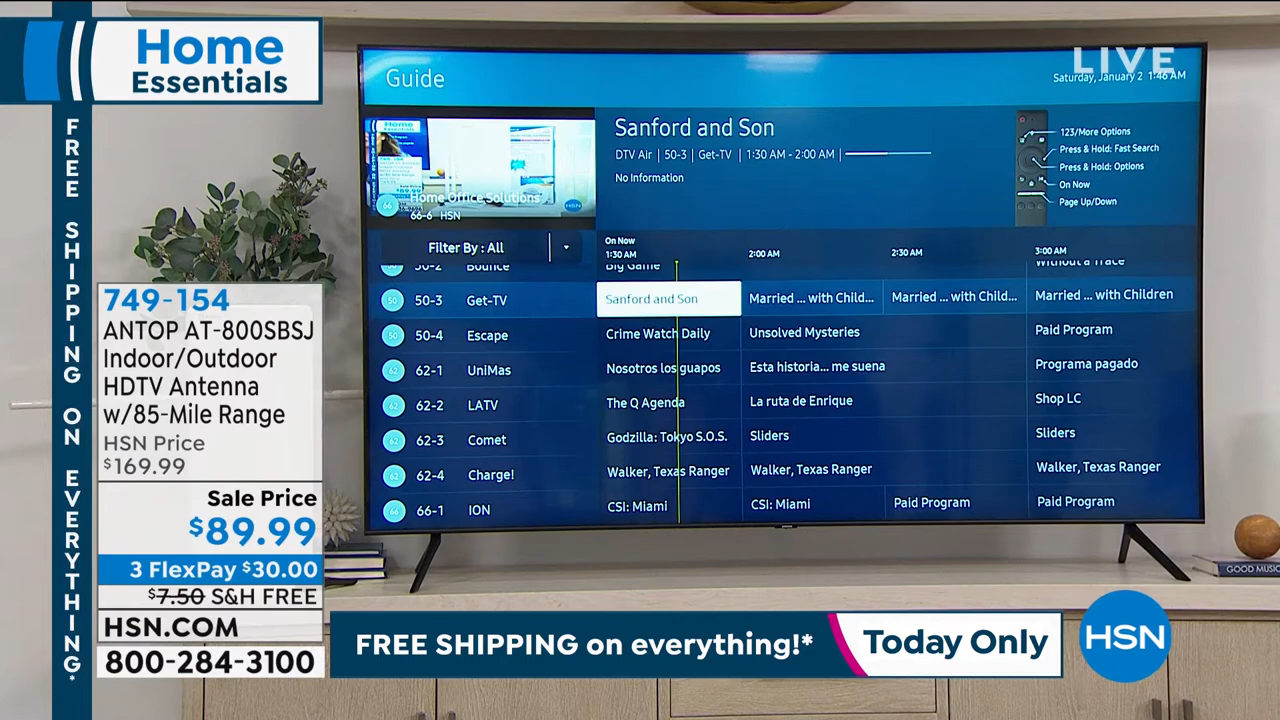 Home
Essentials
FREE SHIPPING ON EVERYTHING*
749-154
ANTOP AT-800SBSJ
Indoor/Outdoor
HDTV Antenna
w/85-Mile Range
HSN Price
$169.99
Sale Price
$89.99
3 FlexPay $30.00
$7.50 S&H FREE
HSN.COM
800-284-3100
LIVE
Guide
Saturday, January 2 1:46 AM
Home
66
Home Office Solutions
66-6 HSN
HSN
Sanford and Son
DTV Air | 50-3 | Get-TV | 1:30 AM - 2:00 AM
No Information
123/More Options
Press & Hold: Fast Search
Press & Hold: Options
On Now
Page Up/Down
Filter By : All
On Now
1:30 AM 2:00 AM 2:30 AM 3:00 AM
50-2 Bounce Big Game Without a Trace
50 50-3 Get-TV Sanford and Son Married ... with Child... Married ... with Child... Married ... with Children
50 50-4 Escape Crime Watch Daily Unsolved Mysteries Paid Program
62 62-1 UniMas Nosotros los guapos Esta historia... me suena Programa pagado
62 62-2 LATV The Q Agenda La ruta de Enrique Shop LC
62 62-3 Comet Godzilla: Tokyo S.O.S. Sliders Sliders
62 62-4 Charge! Walker, Texas Ranger Walker, Texas Ranger Walker, Texas Ranger
66 66-1 ION CSI: Miami CSI: Miami Paid Program Paid Program
GOOD MUSIC
FREE SHIPPING on everything!* Today Only
HSN